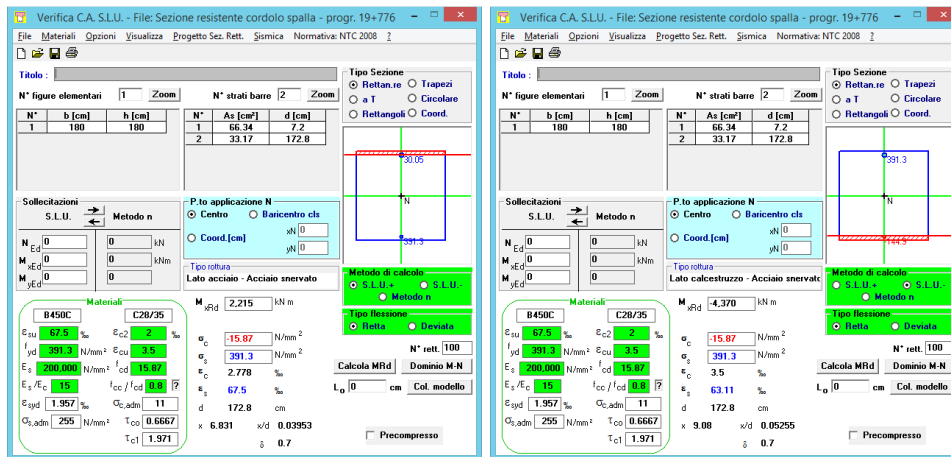 Verifica C.A. S.L.U. - File: Sezione resistente cordolo spalla - progr. 19+776
File Materiali Opzioni Visualizza Progetto Sez. Rett. Sismica Normativa: NTC 2008 ?
Titolo :
N° figure elementari 1 Zoom
N° strati barre 2 Zoom
N° b [cm] h [cm]
1 180 180
N° As [cm²] d [cm]
1 66.34 7.2
2 33.17 172.8
Tipo Sezione
Rettan.re Trapezi
a T Circolare
Rettangoli Coord.
30.05
N
391.3
Sollecitazioni
S.L.U. Metodo n
N Ed 0 0 kN
M xEd 0 0 kNm
M yEd 0 0
P.to applicazione N
Centro Baricentro cls
Coord.[cm] xN 0
yN 0
Tipo rottura
Lato acciaio - Acciaio snervato
Metodo di calcolo
S.L.U.+ S.L.U.-
Metodo n
Tipo flessione
Retta Deviata
N° rett. 100
Calcola MRd Dominio M-N
L₀ 0 cm Col. modello
Precompresso
Materiali
B450C C28/35
εsu 67.5 ‰ εc2 2 ‰
fyd 391.3 N/mm² εcu 3.5
Es 200,000 N/mm² fcd 15.87
Es/Ec 15 fcc/fcd 0.8 ?
εsyd 1.957 ‰ σc,adm 11
σs,adm 255 N/mm² τco 0.6667
τc1 1.971
M xRd 2,215 kN m
σc -15.87 N/mm²
σs 391.3 N/mm²
εc 2.778 ‰
εs 67.5 ‰
d 172.8 cm
x 6.831 x/d 0.03953
δ 0.7
Verifica C.A. S.L.U. - File: Sezione resistente cordolo spalla - progr. 19+776
File Materiali Opzioni Visualizza Progetto Sez. Rett. Sismica Normativa: NTC 2008 ?
Titolo :
N° figure elementari 1 Zoom
N° strati barre 2 Zoom
N° b [cm] h [cm]
1 180 180
N° As [cm²] d [cm]
1 66.34 7.2
2 33.17 172.8
Tipo Sezione
Rettan.re Trapezi
a T Circolare
Rettangoli Coord.
391.3
N
144.9
Sollecitazioni
S.L.U. Metodo n
N Ed 0 0 kN
M xEd 0 0 kNm
M yEd 0 0
P.to applicazione N
Centro Baricentro cls
Coord.[cm] xN 0
yN 0
Tipo rottura
Lato calcestruzzo - Acciaio snervato
Metodo di calcolo
S.L.U.+ S.L.U.-
Metodo n
Tipo flessione
Retta Deviata
N° rett. 100
Calcola MRd Dominio M-N
L₀ 0 cm Col. modello
Precompresso
Materiali
B450C C28/35
εsu 67.5 ‰ εc2 2 ‰
fyd 391.3 N/mm² εcu 3.5
Es 200,000 N/mm² fcd 15.87
Es/Ec 15 fcc/fcd 0.8 ?
εsyd 1.957 ‰ σc,adm 11
σs,adm 255 N/mm² τco 0.6667
τc1 1.971
M xRd -4,370 kN m
σc -15.87 N/mm²
σs 391.3 N/mm²
εc 3.5 ‰
εs 63.11 ‰
d 172.8 cm
x 9.08 x/d 0.05255
δ 0.7